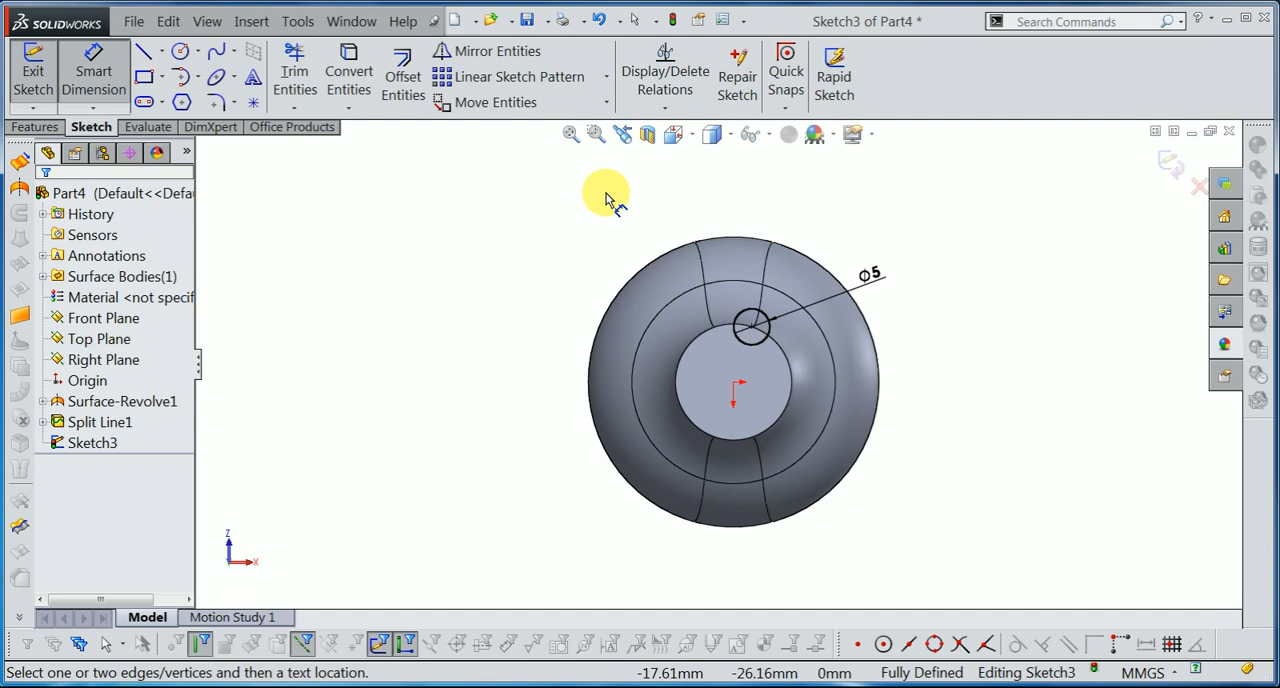 SOLIDWORKS File Edit View Insert Tools Window Help Sketch3 of Part4 * Search Commands
Exit Sketch
Smart Dimension
Trim Entities
Convert Entities
Offset Entities
Mirror Entities
Linear Sketch Pattern
Move Entities
Display/Delete Relations
Repair Sketch
Quick Snaps
Rapid Sketch
Features Sketch Evaluate DimXpert Office Products
Part4 (Default<<Defau
History
Sensors
Annotations
Surface Bodies(1)
Material <not specif
Front Plane
Top Plane
Right Plane
Origin
Surface-Revolve1
Split Line1
Sketch3
Φ5
Z
X
Model Motion Study 1
Select one or two edges/vertices and then a text location. -17.61mm -26.16mm 0mm Fully Defined Editing Sketch3 MMGS